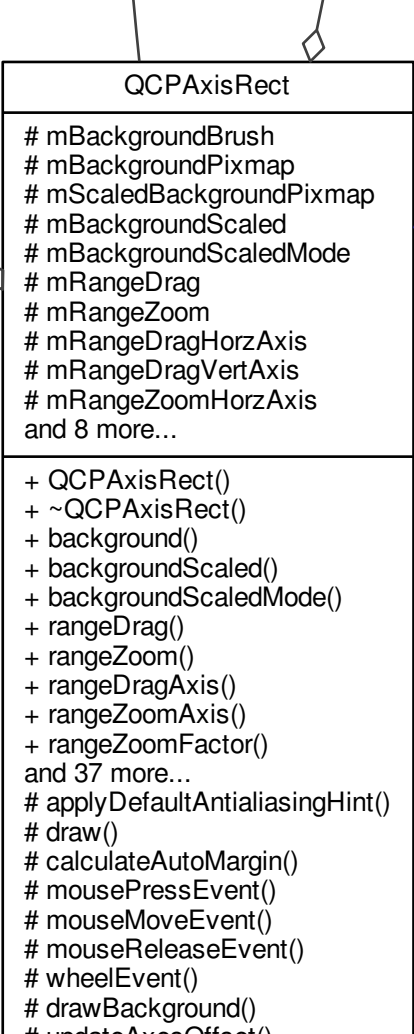 QCPAxisRect
# mBackgroundBrush
# mBackgroundPixmap
# mScaledBackgroundPixmap
# mBackgroundScaled
# mBackgroundScaledMode
# mRangeDrag
# mRangeZoom
# mRangeDragHorzAxis
# mRangeDragVertAxis
# mRangeZoomHorzAxis
and 8 more...
+ QCPAxisRect()
+ ~QCPAxisRect()
+ background()
+ backgroundScaled()
+ backgroundScaledMode()
+ rangeDrag()
+ rangeZoom()
+ rangeDragAxis()
+ rangeZoomAxis()
+ rangeZoomFactor()
and 37 more...
# applyDefaultAntialiasingHint()
# draw()
# calculateAutoMargin()
# mousePressEvent()
# mouseMoveEvent()
# mouseReleaseEvent()
# wheelEvent()
# drawBackground()
# updateAxesOffset()